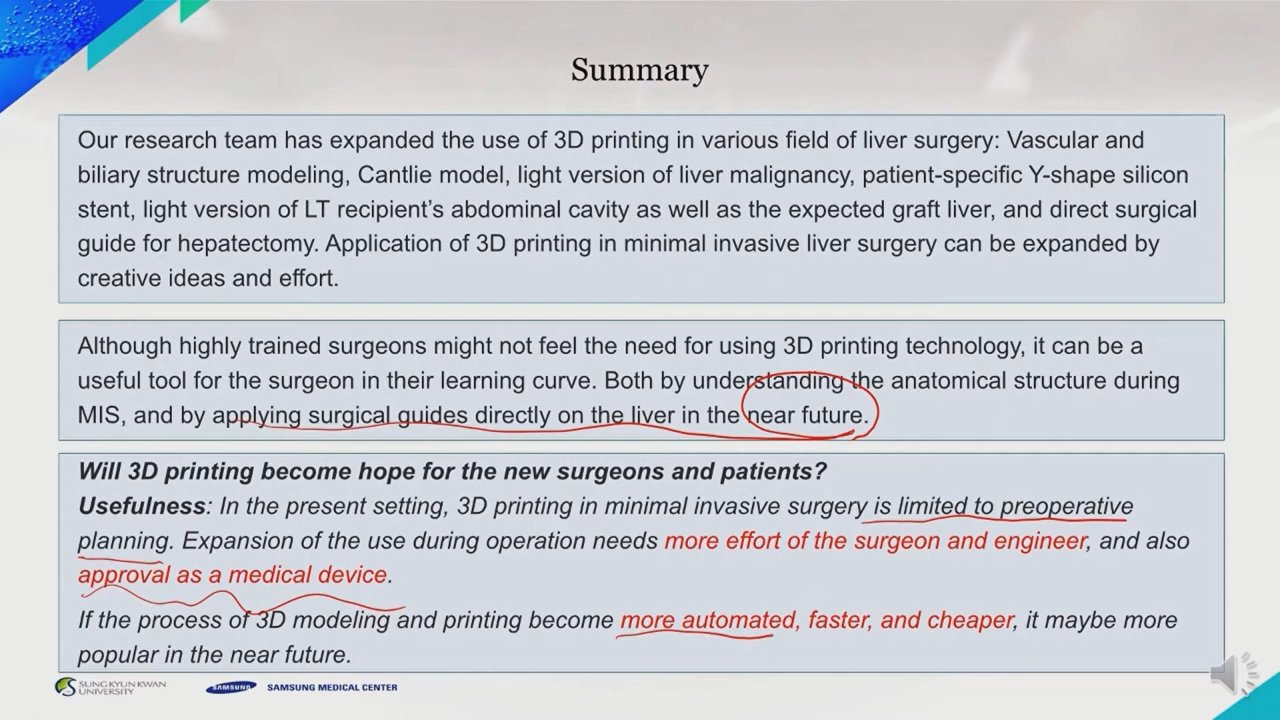 Summary
Our research team has expanded the use of 3D printing in various field of liver surgery: Vascular and
biliary structure modeling, Cantlie model, light version of liver malignancy, patient-specific Y-shape silicon
stent, light version of LT recipient’s abdominal cavity as well as the expected graft liver, and direct surgical
guide for hepatectomy. Application of 3D printing in minimal invasive liver surgery can be expanded by
creative ideas and effort.
Although highly trained surgeons might not feel the need for using 3D printing technology, it can be a
useful tool for the surgeon in their learning curve. Both by understanding the anatomical structure during
MIS, and by applying surgical guides directly on the liver in the near future.
Will 3D printing become hope for the new surgeons and patients?
Usefulness: In the present setting, 3D printing in minimal invasive surgery is limited to preoperative
planning. Expansion of the use during operation needs more effort of the surgeon and engineer, and also
approval as a medical device.
If the process of 3D modeling and printing become more automated, faster, and cheaper, it maybe more
popular in the near future.
SUNG KYUN KWAN
UNIVERSITY
SAMSUNG
SAMSUNG MEDICAL CENTER